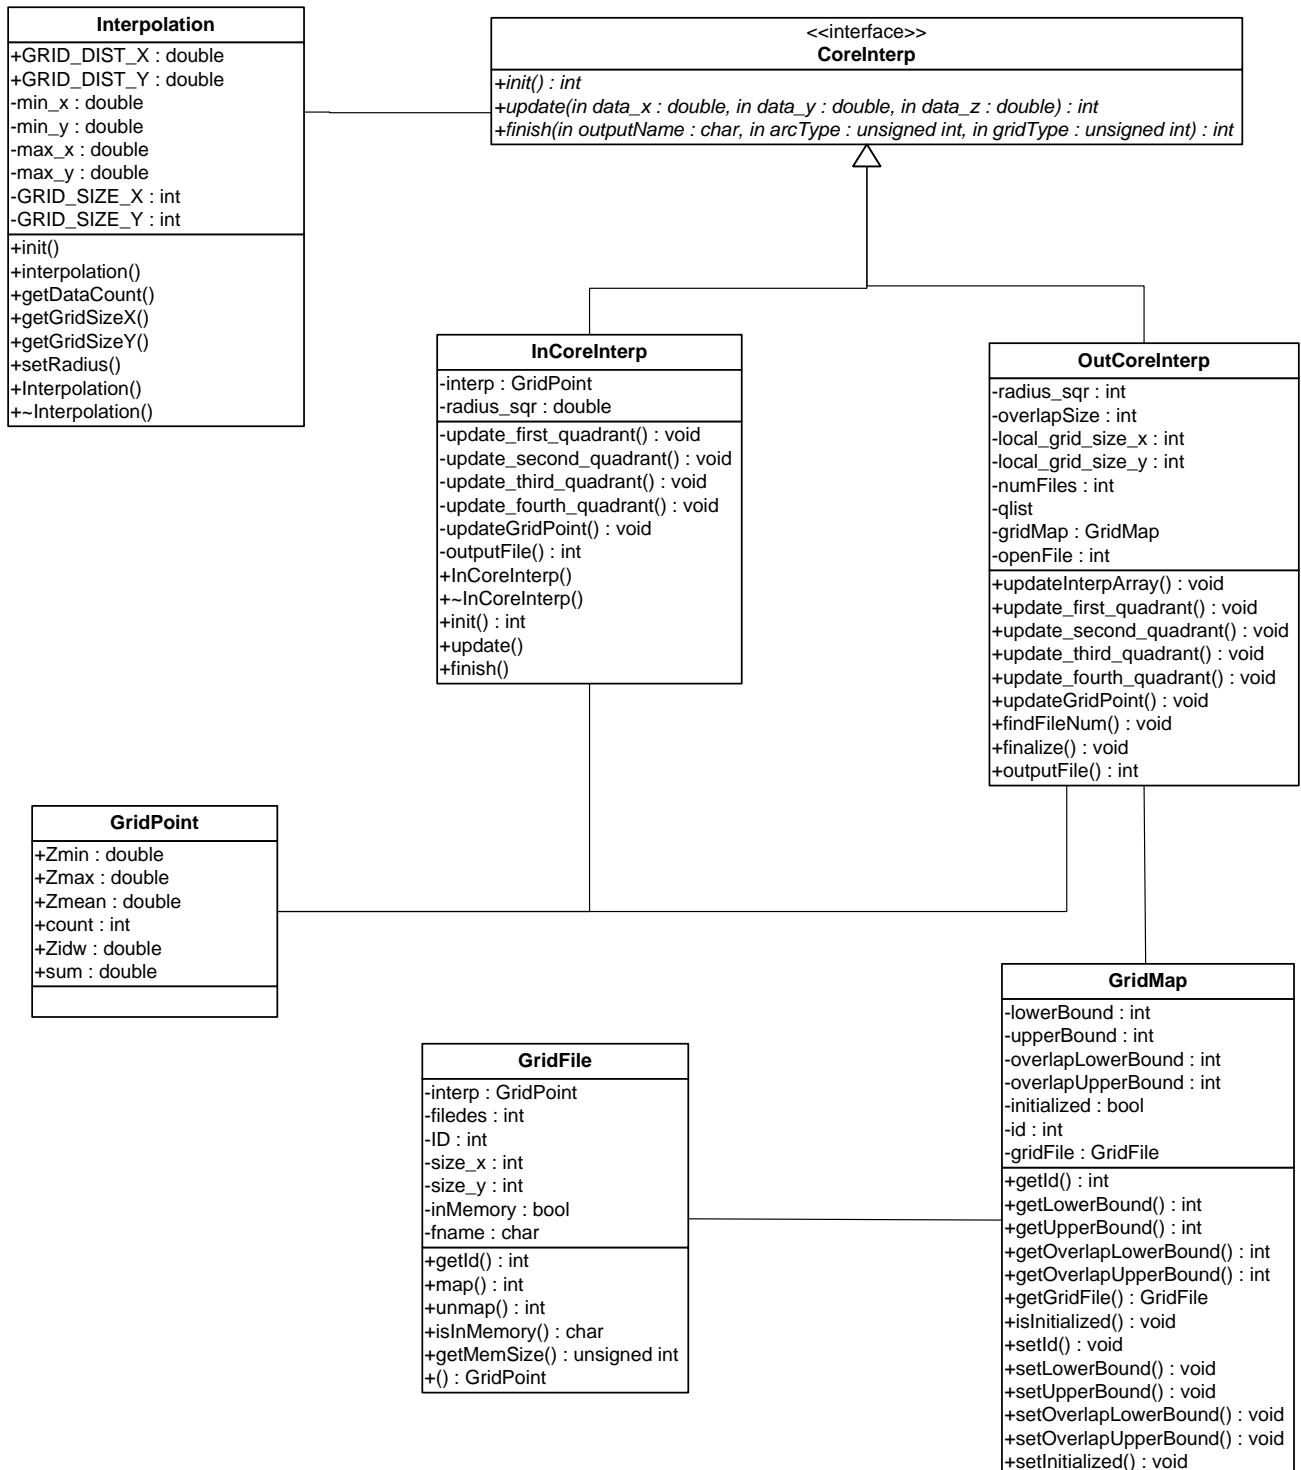 Interpolation
+GRID_DIST_X : double
+GRID_DIST_Y : double
-min_x : double
-min_y : double
-max_x : double
-max_y : double
-GRID_SIZE_X : int
-GRID_SIZE_Y : int
+init()
+interpolation()
+getDataCount()
+getGridSizeX()
+getGridSizeY()
+setRadius()
+Interpolation()
+~Interpolation()
<<interface>>
CoreInterp
+init() : int
+update(in data_x : double, in data_y : double, in data_z : double) : int
+finish(in outputName : char, in arcType : unsigned int, in gridType : unsigned int) : int
InCoreInterp
-interp : GridPoint
-radius_sqr : double
-update_first_quadrant() : void
-update_second_quadrant() : void
-update_third_quadrant() : void
-update_fourth_quadrant() : void
-updateGridPoint() : void
-outputFile() : int
+InCoreInterp()
+~InCoreInterp()
+init() : int
+update()
+finish()
OutCoreInterp
-radius_sqr : int
-overlapSize : int
-local_grid_size_x : int
-local_grid_size_y : int
-numFiles : int
-qlist
-gridMap : GridMap
-openFile : int
+updateInterpArray() : void
+update_first_quadrant() : void
+update_second_quadrant() : void
+update_third_quadrant() : void
+update_fourth_quadrant() : void
+updateGridPoint() : void
+findFileNum() : void
+finalize() : void
+outputFile() : int
GridPoint
+Zmin : double
+Zmax : double
+Zmean : double
+count : int
+Zidw : double
+sum : double
GridFile
-interp : GridPoint
-filedes : int
-ID : int
-size_x : int
-size_y : int
-inMemory : bool
-fname : char
+getId() : int
+map() : int
+unmap() : int
+isInMemory() : char
+getMemSize() : unsigned int
+() : GridPoint
GridMap
-lowerBound : int
-upperBound : int
-overlapLowerBound : int
-overlapUpperBound : int
-initialized : bool
-id : int
-gridFile : GridFile
+getId() : int
+getLowerBound() : int
+getUpperBound() : int
+getOverlapLowerBound() : int
+getOverlapUpperBound() : int
+getGridFile() : GridFile
+isInitialized() : void
+setId() : void
+setLowerBound() : void
+setUpperBound() : void
+setOverlapLowerBound() : void
+setOverlapUpperBound() : void
+setInitialized() : void